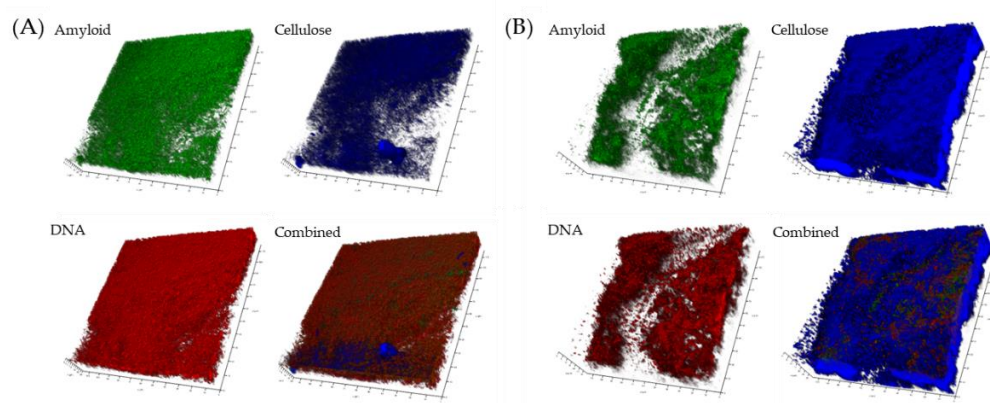 (A) Amyloid Cellulose (B) Amyloid Cellulose
DNA Combined DNA Combined